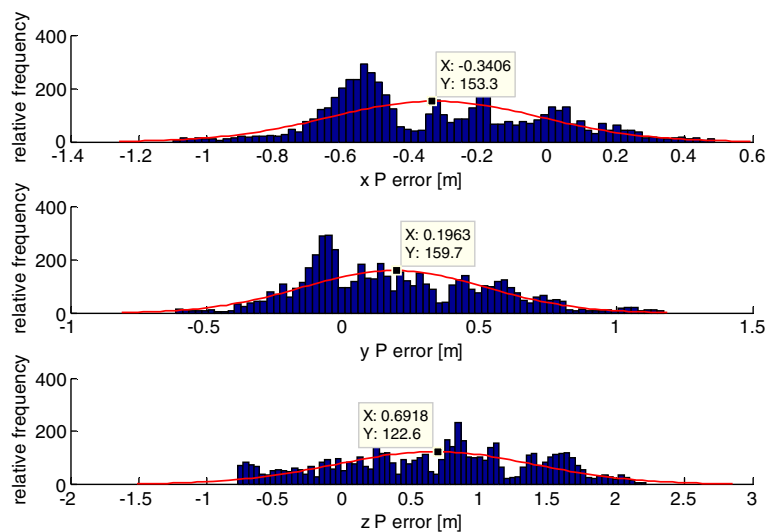 relative frequency
400
200
0
X: -0.3406
Y: 153.3
-1.4 -1.2 -1 -0.8 -0.6 -0.4 -0.2 0 0.2 0.4 0.6
x P error [m]
relative frequency
400
200
0
X: 0.1963
Y: 159.7
-1 -0.5 0 0.5 1 1.5
y P error [m]
relative frequency
400
200
0
X: 0.6918
Y: 122.6
-2 -1.5 -1 -0.5 0 0.5 1 1.5 2 2.5 3
z P error [m]